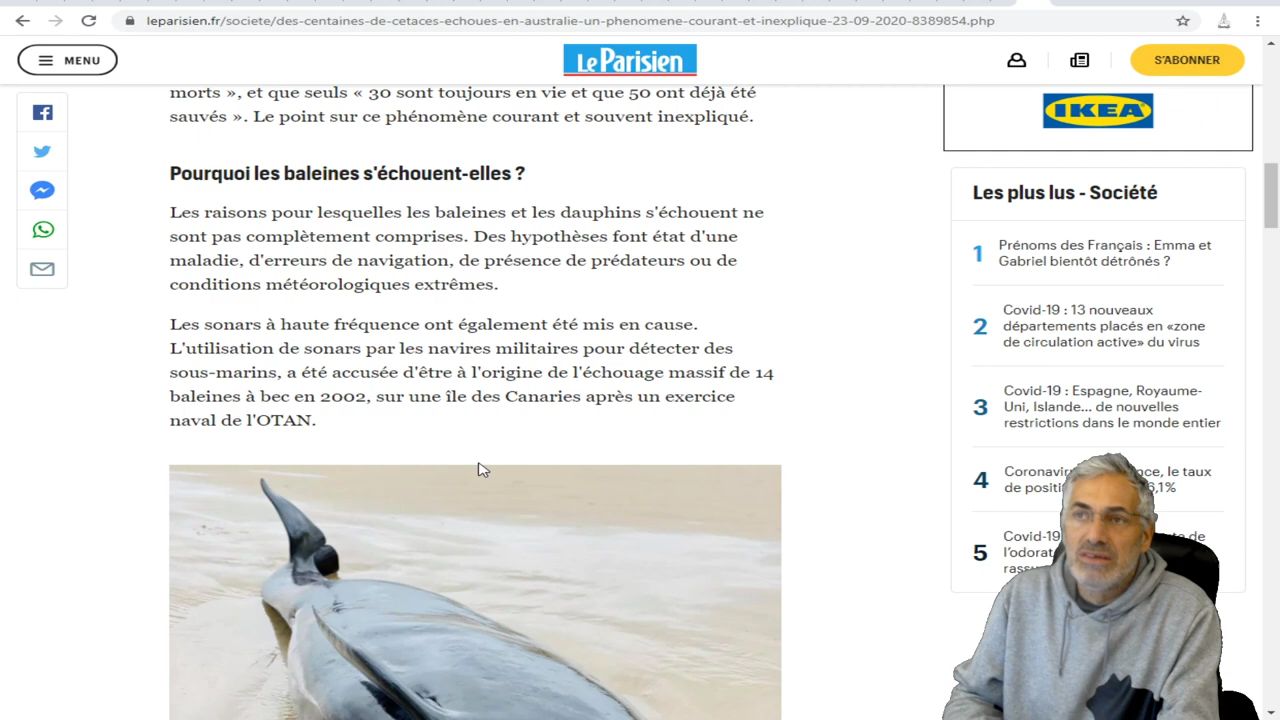 leparisien.fr/societe/des-centaines-de-cetaces-echoues-en-australie-un-phenomene-courant-et-inexplique-23-09-2020-8389854.php
MENU
Le Parisien
S'ABONNER
morts », et que seuls « 30 sont toujours en vie et que 50 ont déjà été
sauvés ». Le point sur ce phénomène courant et souvent inexpliqué.
Pourquoi les baleines s'échouent-elles ?
Les raisons pour lesquelles les baleines et les dauphins s'échouent ne
sont pas complètement comprises. Des hypothèses font état d'une
maladie, d'erreurs de navigation, de présence de prédateurs ou de
conditions météorologiques extrêmes.
Les sonars à haute fréquence ont également été mis en cause.
L'utilisation de sonars par les navires militaires pour détecter des
sous-marins, a été accusée d'être à l'origine de l'échouage massif de 14
baleines à bec en 2002, sur une île des Canaries après un exercice
naval de l'OTAN.
IKEA
Les plus lus - Société
1 Prénoms des Français : Emma et
Gabriel bientôt détrônés ?
2 Covid-19 : 13 nouveaux
départements placés en «zone
de circulation active» du virus
3 Covid-19 : Espagne, Royaume-
Uni, Islande... de nouvelles
restrictions dans le monde entier
4 le taux
de 6,1%
5 de
l'odorat